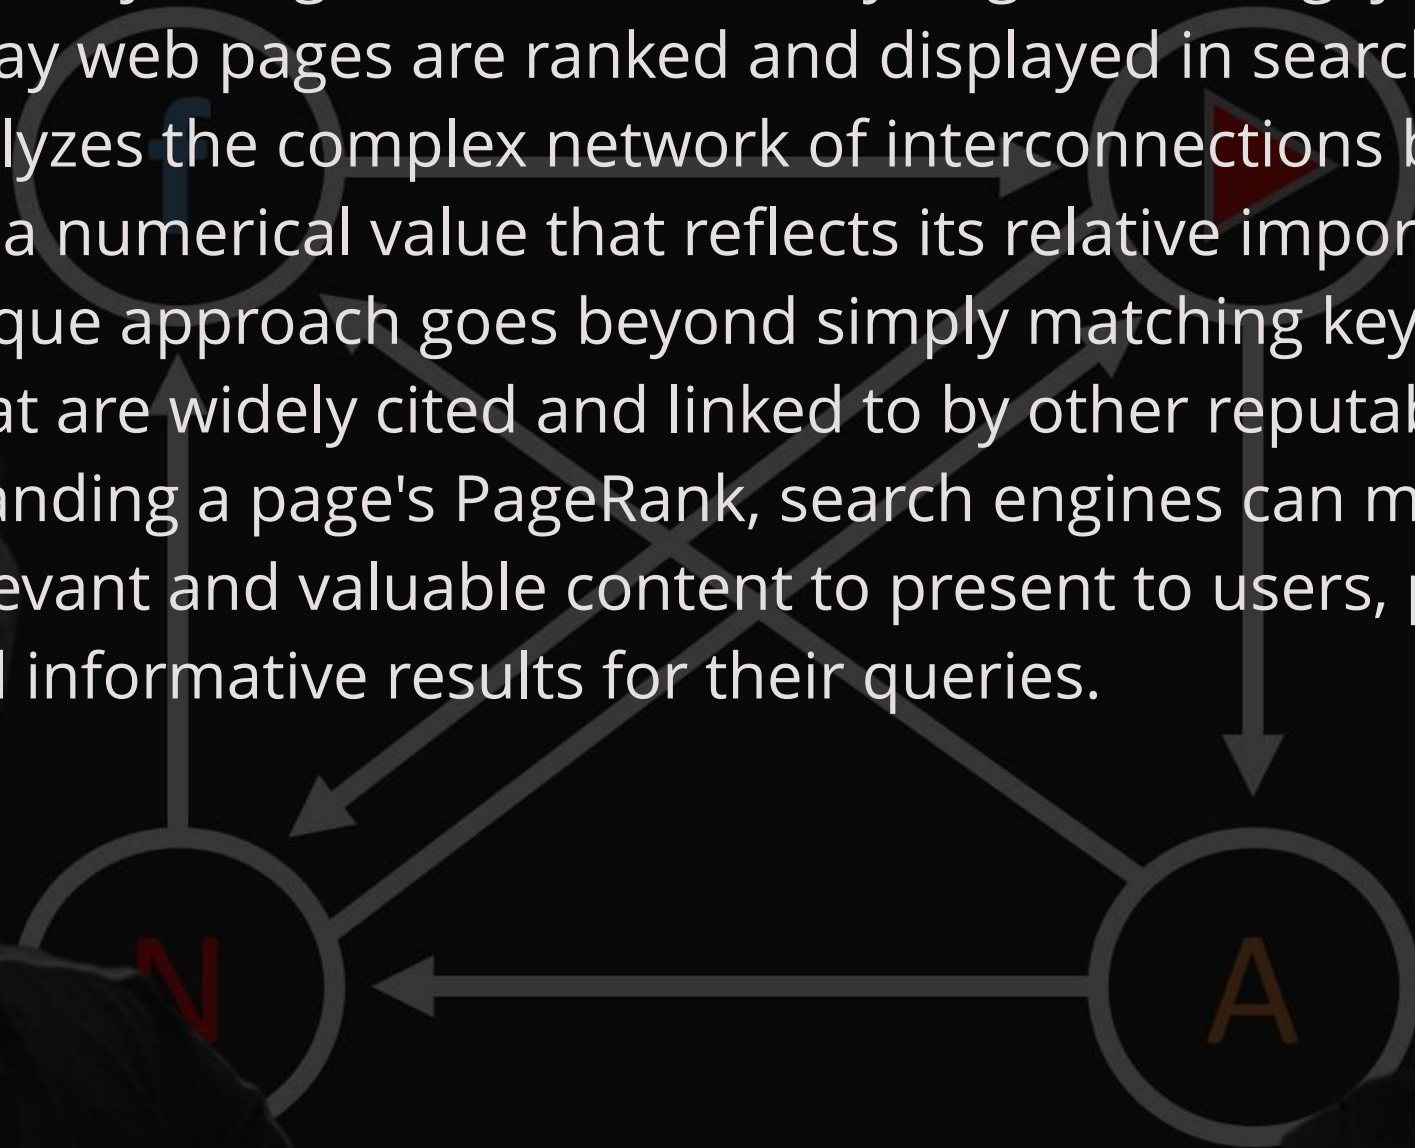 ay web pages are ranked and displayed in search
lyzes the complex network of interconnections b
a numerical value that reflects its relative impor
que approach goes beyond simply matching key
at are widely cited and linked to by other reputab
anding a page's PageRank, search engines can m
evant and valuable content to present to users, p
informative results for their queries.
f
N
A